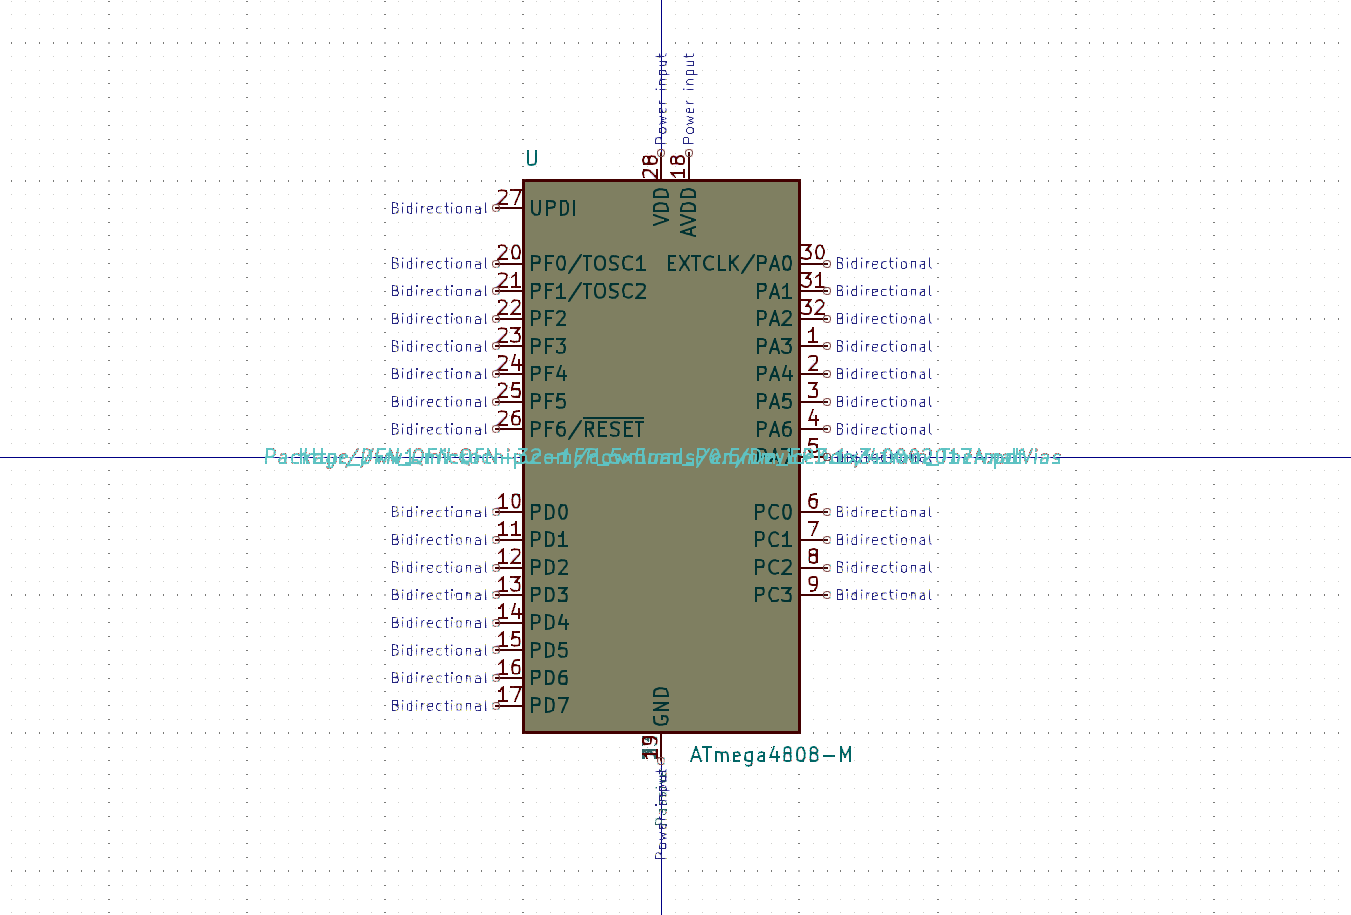 Power input Power input
U
28 18
VDD AVDD
Bidirectional 27 UPDI
Bidirectional 20 PF0/TOSC1 EXTCLK/PA0 30 Bidirectional
Bidirectional 21 PF1/TOSC2 PA1 31 Bidirectional
Bidirectional 22 PF2 PA2 32 Bidirectional
Bidirectional 23 PF3 PA3 1 Bidirectional
Bidirectional 24 PF4 PA4 2 Bidirectional
Bidirectional 25 PF5 PA5 3 Bidirectional
Bidirectional 26 PF6/RESET PA6 4 Bidirectional
PA7 5
Bidirectional 10 PD0 PC0 6 Bidirectional
Bidirectional 11 PD1 PC1 7 Bidirectional
Bidirectional 12 PD2 PC2 8 Bidirectional
Bidirectional 13 PD3 PC3 9 Bidirectional
Bidirectional 14 PD4
Bidirectional 15 PD5
Bidirectional 16 PD6
Bidirectional 17 PD7
GND
19 ATmega4808-M